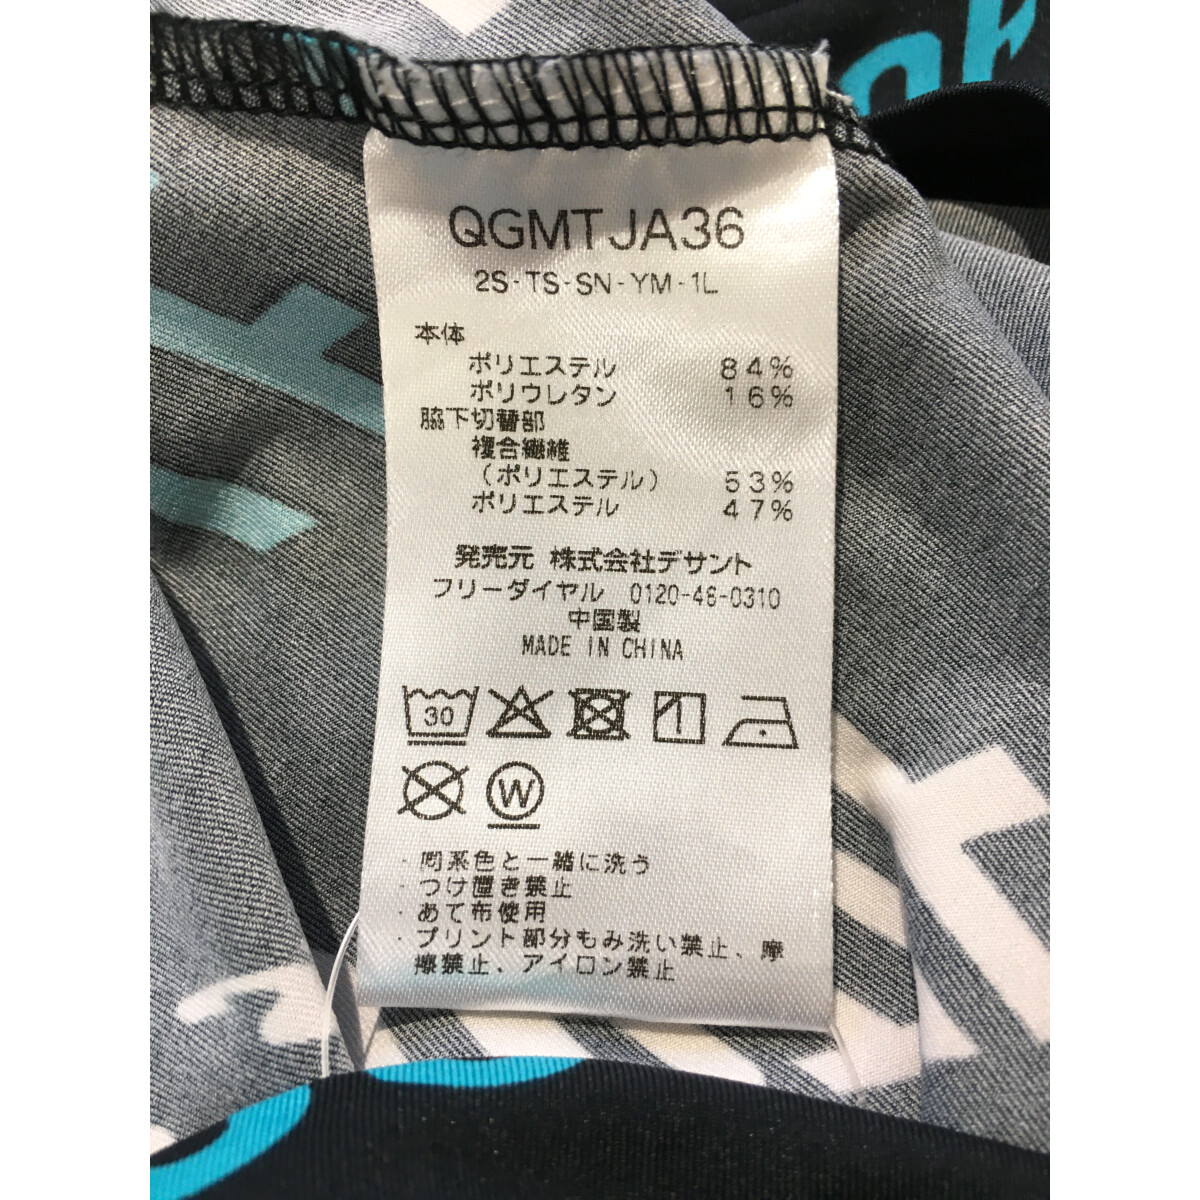 QGMTJA36
2S-TS-SN-YM-1L
本体
ポリエステル 84%
ポリウレタン 16%
脇下切替部
複合繊維
(ポリエステル) 53%
ポリエステル 47%
発売元 株式会社デサント
フリーダイヤル 0120-46-0310
中国製
MADE IN CHINA
30
W
・同系色と一緒に洗う
・つけ置き禁止
・あて布使用
・プリント部分もみ洗い禁止、摩
擦禁止、アイロン禁止